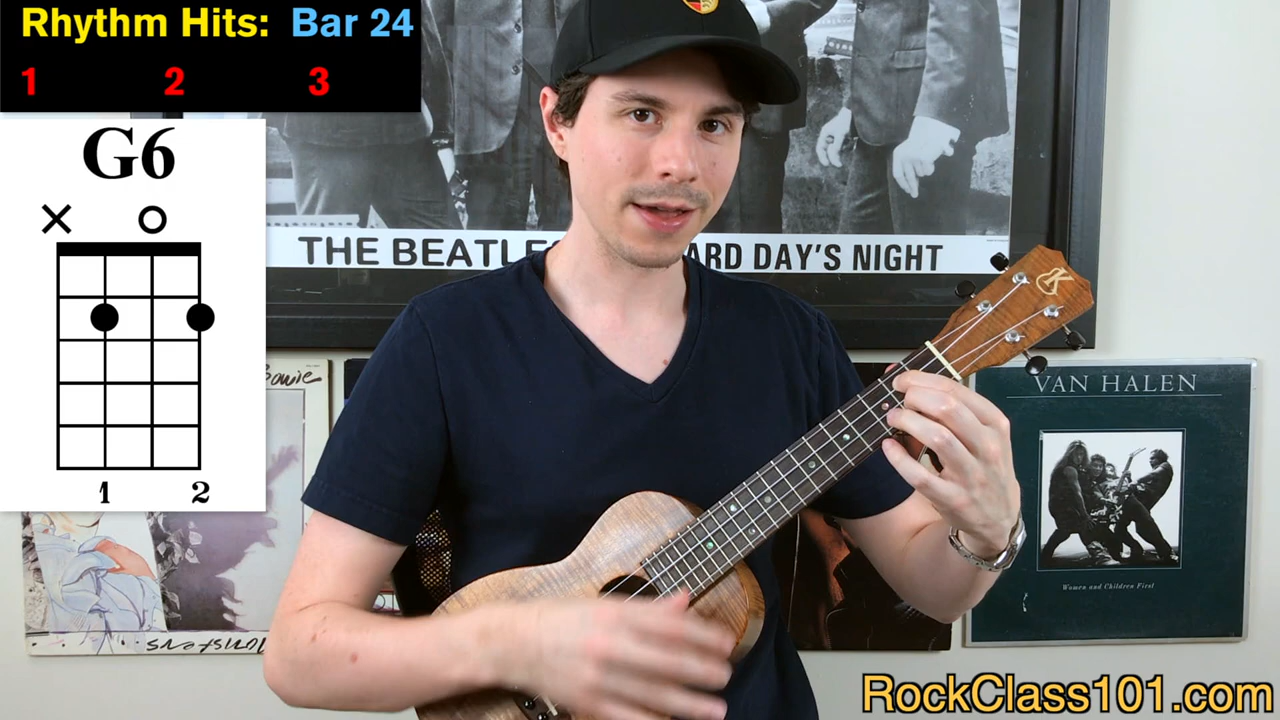 Rhythm Hits: Bar 24
1 2 3
G6
1 2
THE BEATLES
ARD DAY'S NIGHT
Bowie
VAN HALEN
Women and Children First
RockClass101.com